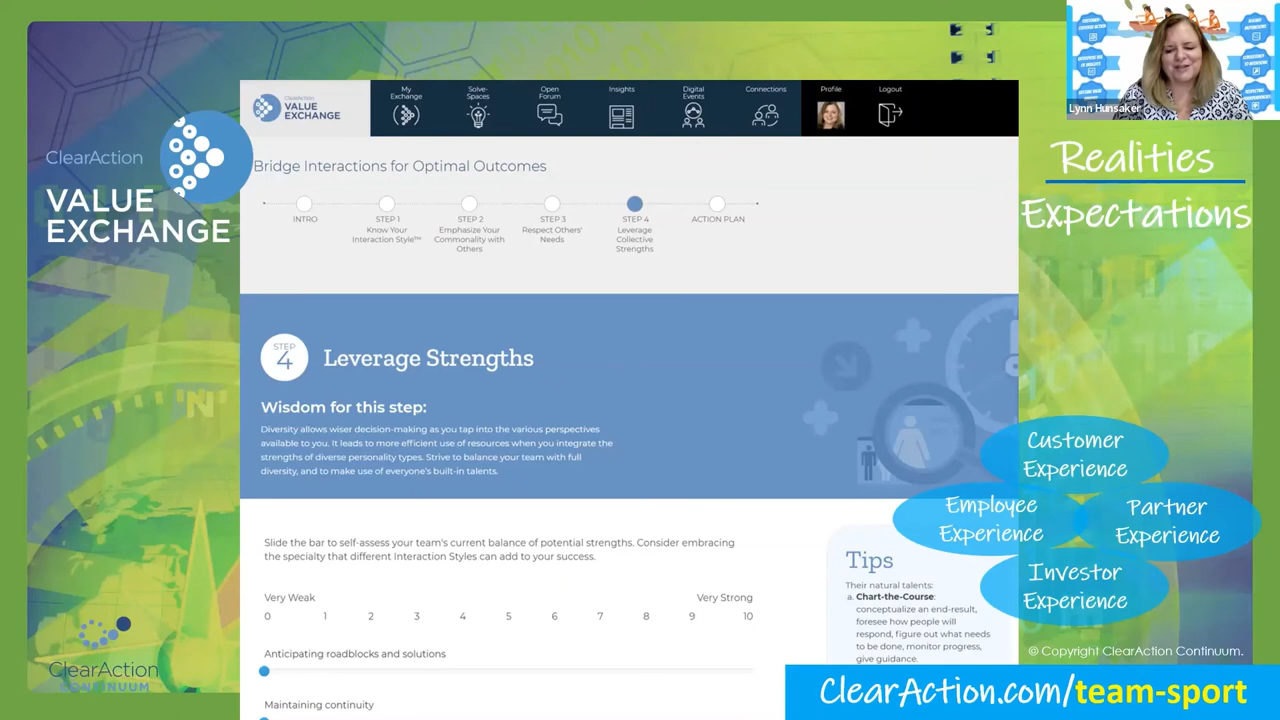 ClearAction
VALUE
EXCHANGE
ClearAction
VALUE
EXCHANGE
My
Exchange
Solve-
Spaces
Open
Forum
Insights
Digital
Events
Connections
Profile
Logout
Lynn Hunsaker
Realities
Expectations
Bridge Interactions for Optimal Outcomes
INTRO
STEP 1
Know Your
Interaction Style™
STEP 2
Emphasize Your
Commonality with
Others
STEP 3
Respect Others'
Needs
STEP 4
Leverage
Collective
Strengths
ACTION PLAN
STEP
4
Leverage Strengths
Wisdom for this step:
Diversity allows wiser decision-making as you tap into the various perspectives
available to you. It leads to more efficient use of resources when you integrate the
strengths of diverse personality types. Strive to balance your team with full
diversity, and to make use of everyone's built-in talents.
Slide the bar to self-assess your team's current balance of potential strengths. Consider embracing
the specialty that different Interaction Styles can add to your success.
Very Weak Very Strong
0 1 2 3 4 5 6 7 8 9 10
Anticipating roadblocks and solutions
Maintaining continuity
Tips
Their natural talents:
a. Chart-the-Course:
conceptualize an end-result,
foresee how people will
respond, figure out what needs
to be done, monitor progress,
give guidance.
Customer
Experience
Employee
Experience
Partner
Experience
Investor
Experience
ClearAction
CONTINUUM
© Copyright ClearAction Continuum.
ClearAction.com/team-sport